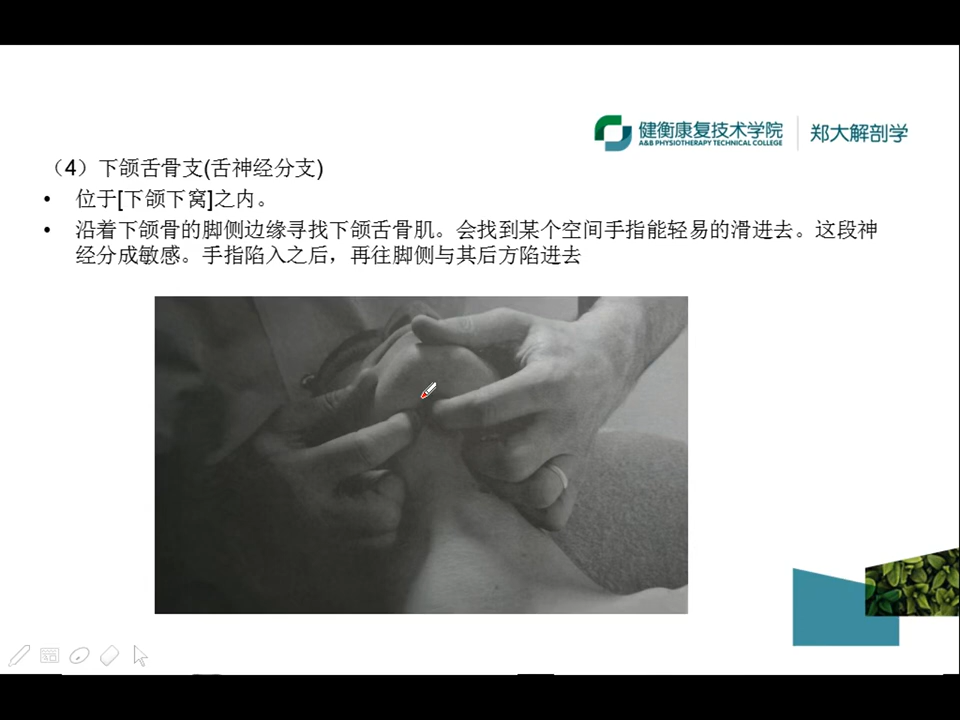 健衡康复技术学院
A&B PHYSIOTHERAPY TECHNICAL COLLEGE
郑大解剖学
（4）下颌舌骨支(舌神经分支)
• 位于[下颌下窝]之内。
• 沿着下颌骨的脚侧边缘寻找下颌舌骨肌。会找到某个空间手指能轻易的滑进去。这段神
经分成敏感。手指陷入之后，再往脚侧与其后方陷进去